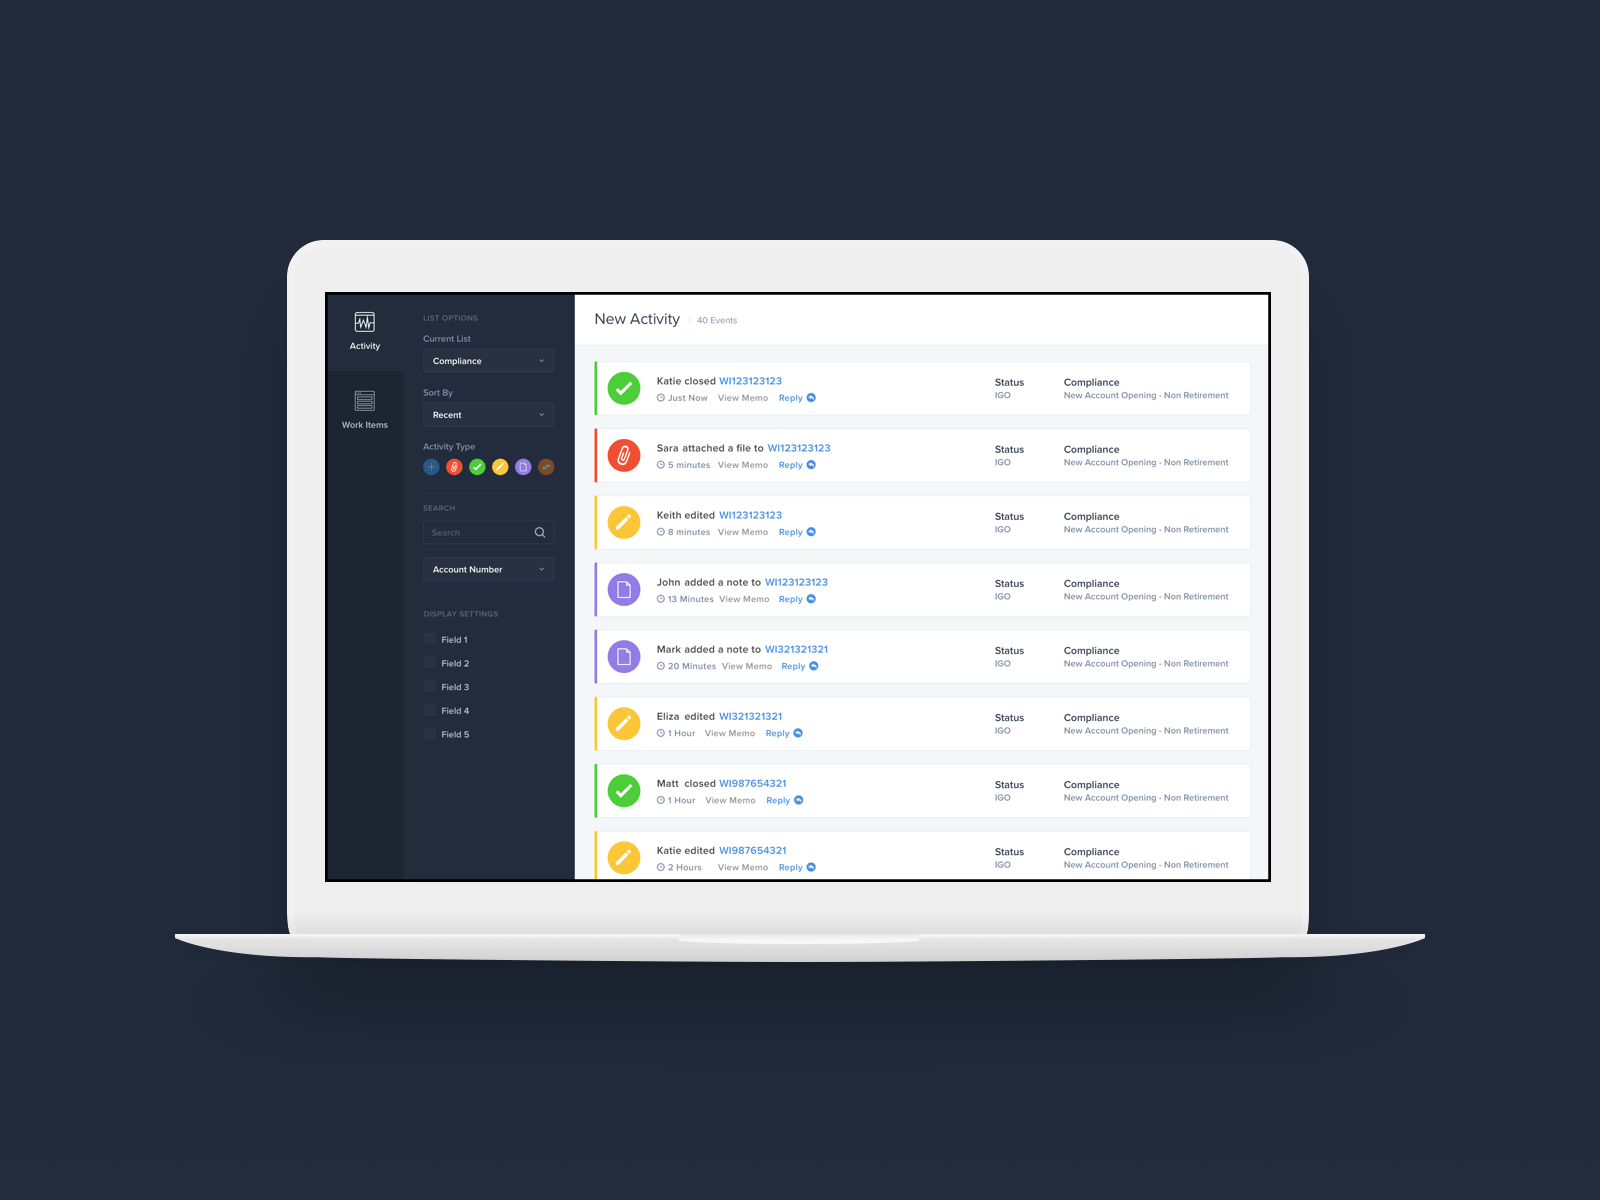 Activity
Work Items
LIST OPTIONS
Current List
Compliance
Sort By
Recent
Activity Type
SEARCH
Search
Account Number
DISPLAY SETTINGS
Field 1
Field 2
Field 3
Field 4
Field 5
New Activity | 40 Events
Katie closed WI123123123
Just Now View Memo Reply
Status
IGO
Compliance
New Account Opening - Non Retirement
Sara attached a file to WI123123123
5 minutes View Memo Reply
Status
IGO
Compliance
New Account Opening - Non Retirement
Keith edited WI123123123
8 minutes View Memo Reply
Status
IGO
Compliance
New Account Opening - Non Retirement
John added a note to WI123123123
13 Minutes View Memo Reply
Status
IGO
Compliance
New Account Opening - Non Retirement
Mark added a note to WI321321321
20 Minutes View Memo Reply
Status
IGO
Compliance
New Account Opening - Non Retirement
Eliza edited WI321321321
1 Hour View Memo Reply
Status
IGO
Compliance
New Account Opening - Non Retirement
Matt closed WI987654321
1 Hour View Memo Reply
Status
IGO
Compliance
New Account Opening - Non Retirement
Katie edited WI987654321
2 Hours View Memo Reply
Status
IGO
Compliance
New Account Opening - Non Retirement